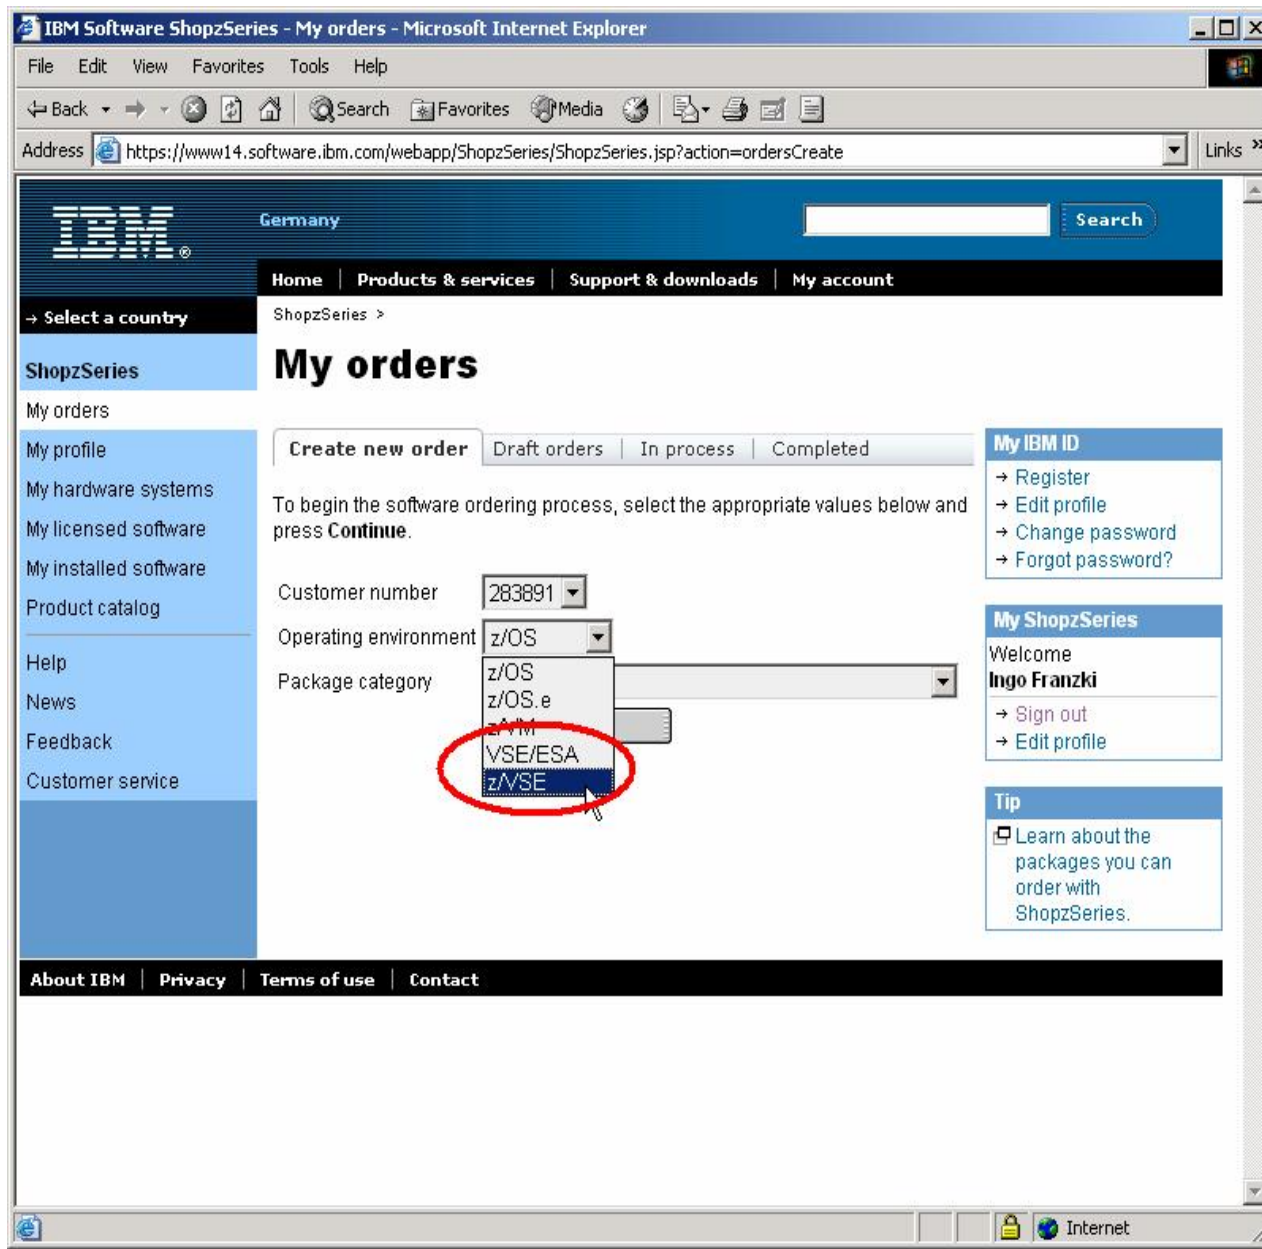 IBM Software ShopzSeries - My orders - Microsoft Internet Explorer
File Edit View Favorites Tools Help
Back Search Favorites Media
Address https://www14.software.ibm.com/webapp/ShopzSeries/ShopzSeries.jsp?action=ordersCreate Links »
IBM®
Germany
Search
Home | Products & services | Support & downloads | My account
→ Select a country
ShopzSeries >
ShopzSeries
My orders
My profile
My hardware systems
My licensed software
My installed software
Product catalog
Help
News
Feedback
Customer service
My orders
Create new order Draft orders | In process | Completed
To begin the software ordering process, select the appropriate values below and
press Continue.
Customer number 283891
Operating environment z/OS
Package category
z/OS
z/OS.e
z/VM
VSE/ESA
z/VSE
My IBM ID
→ Register
→ Edit profile
→ Change password
→ Forgot password?
My ShopzSeries
Welcome
Ingo Franzki
→ Sign out
→ Edit profile
Tip
Learn about the
packages you can
order with
ShopzSeries.
About IBM | Privacy | Terms of use | Contact
Internet